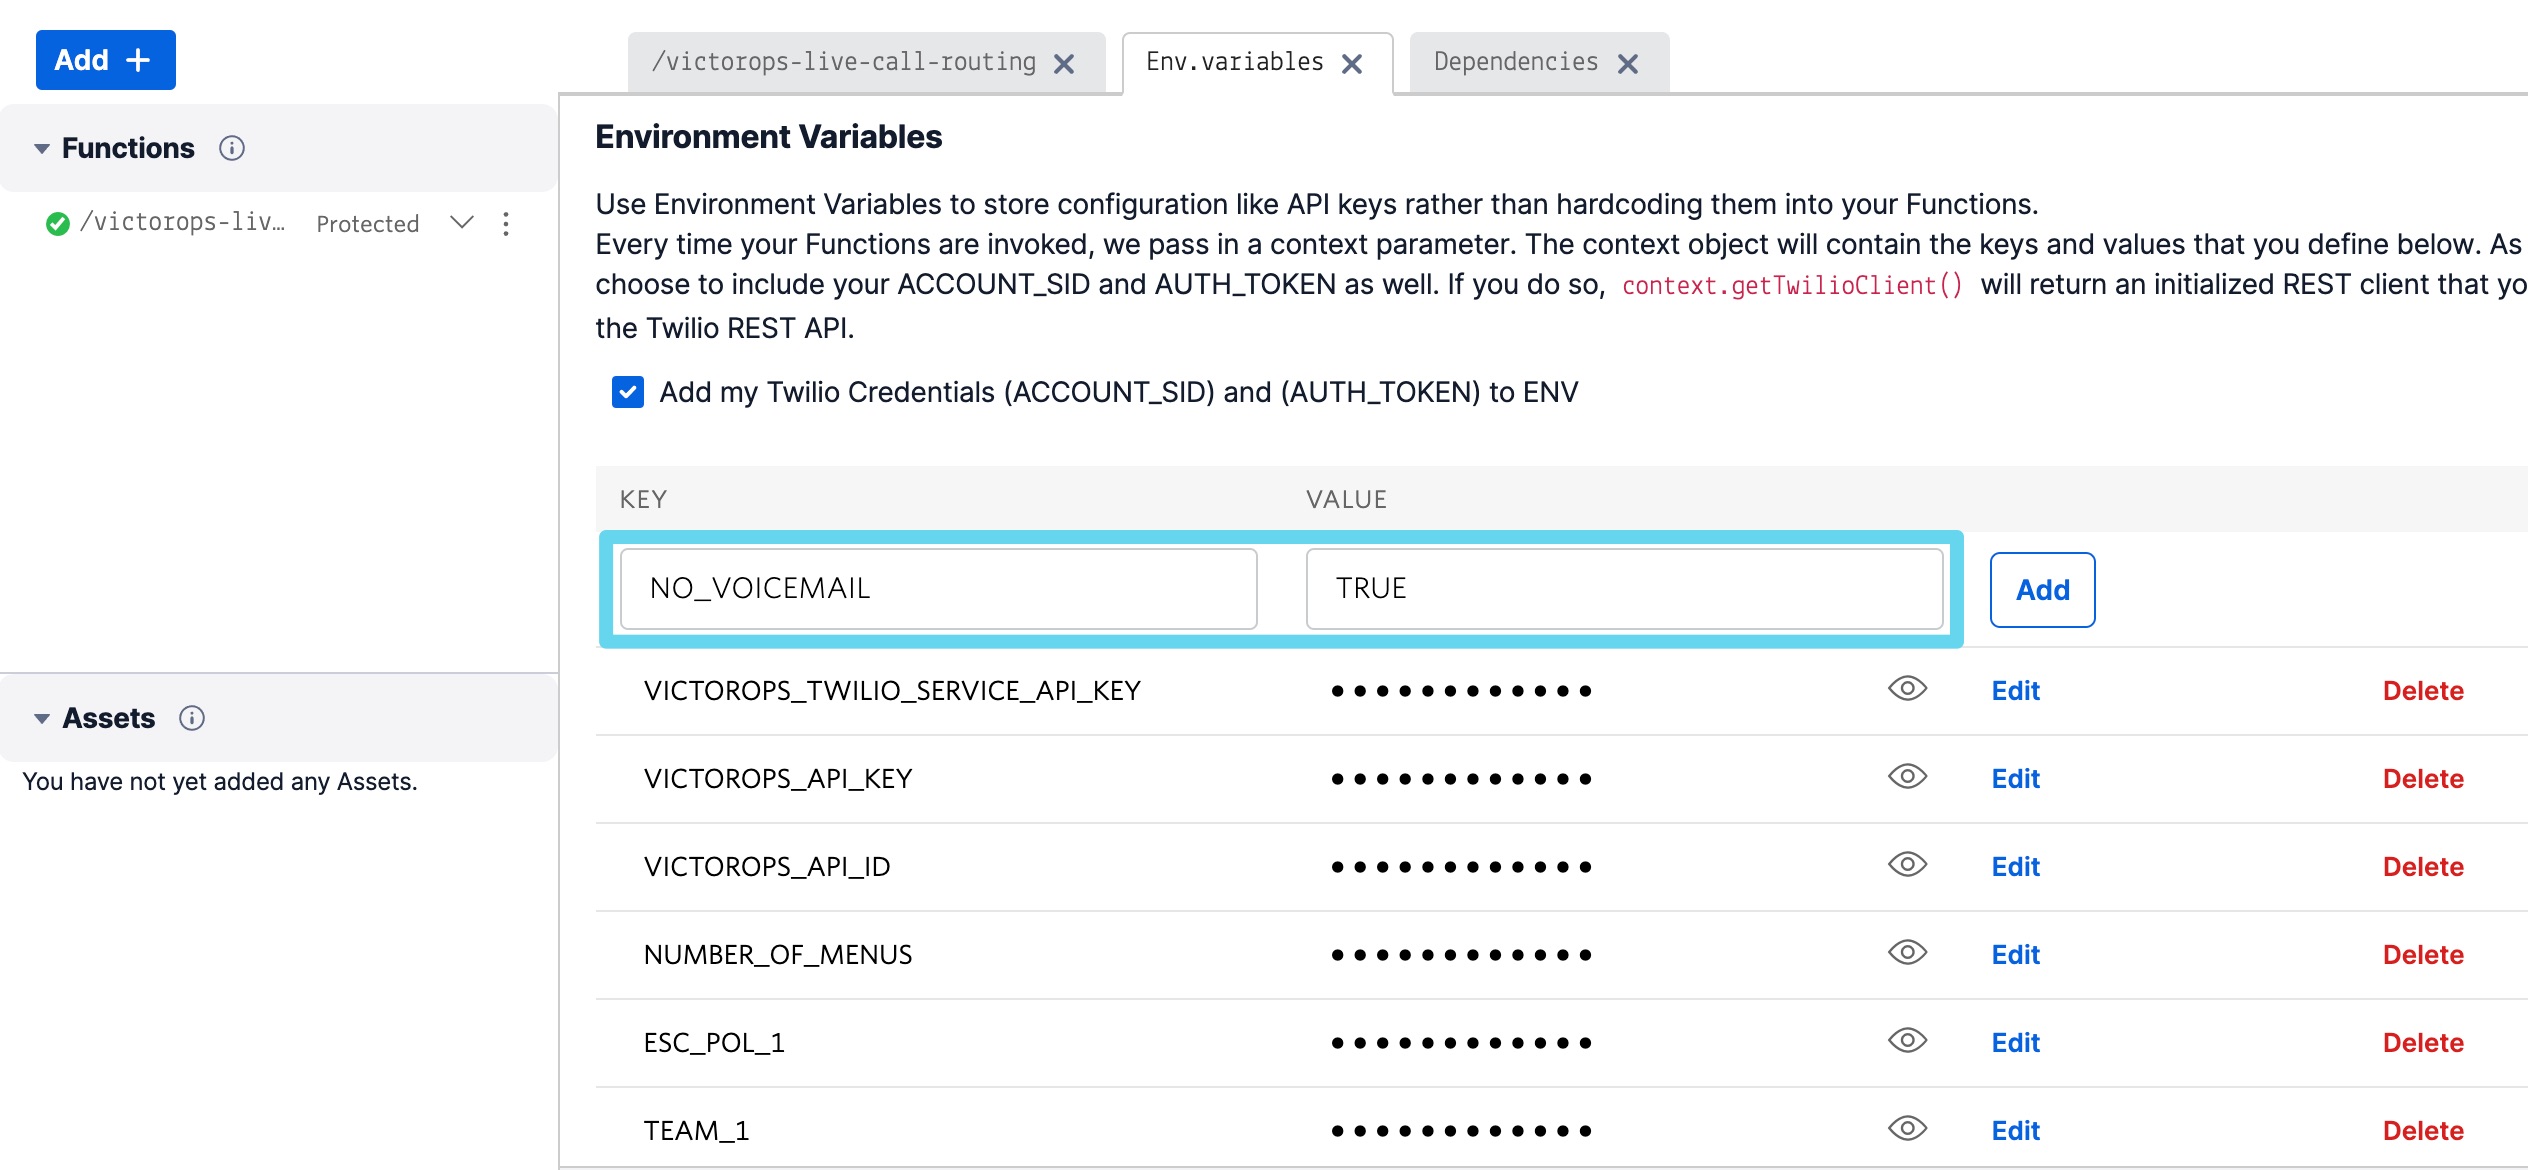 Add +
Functions
/victorops-liv… Protected
Assets
You have not yet added any Assets.
/victorops-live-call-routing
Env.variables
Dependencies
Environment Variables
Use Environment Variables to store configuration like API keys rather than hardcoding them into your Functions.
Every time your Functions are invoked, we pass in a context parameter. The context object will contain the keys and values that you define below. As
choose to include your ACCOUNT_SID and AUTH_TOKEN as well. If you do so, context.getTwilioClient() will return an initialized REST client that yo
the Twilio REST API.
Add my Twilio Credentials (ACCOUNT_SID) and (AUTH_TOKEN) to ENV
KEY VALUE
NO_VOICEMAIL TRUE Add
VICTOROPS_TWILIO_SERVICE_API_KEY •••••••••••• Edit Delete
VICTOROPS_API_KEY •••••••••••• Edit Delete
VICTOROPS_API_ID •••••••••••• Edit Delete
NUMBER_OF_MENUS •••••••••••• Edit Delete
ESC_POL_1 •••••••••••• Edit Delete
TEAM_1 •••••••••••• Edit Delete